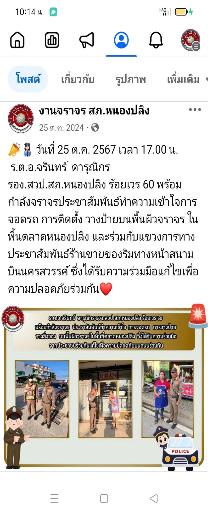 10:14 น.
โพสต์ เกี่ยวกับ รูปภาพ เพิ่มเติม
งานจราจร สภ.หนองปลิง
25 ต.ค. 2024
วันที่ 25 ต.ค. 2567 เวลา 17.00 น.
ร.ต.อ.จรินทร์ ดารุณิกร
รอง.สวป.สภ.หนองปลิง ร้อยเวร 60 พร้อม
กำลังจราจรประชาสัมพันธ์ทำความเข้าใจการ
จอดรถ การติดตั้ง วางป้ายบนพื้นผิวจราจร ใน
พื้นตลาดหนองปลิง และร่วมกับแขวงการทาง
ประชาสัมพันธ์ร้านขายของริมทางหน้าสนาม
บินนครสวรรค์ ซึ่งได้รับความร่วมมือแก้ไขเพื่อ
ความปลอดภัยร่วมกัน
POLICE